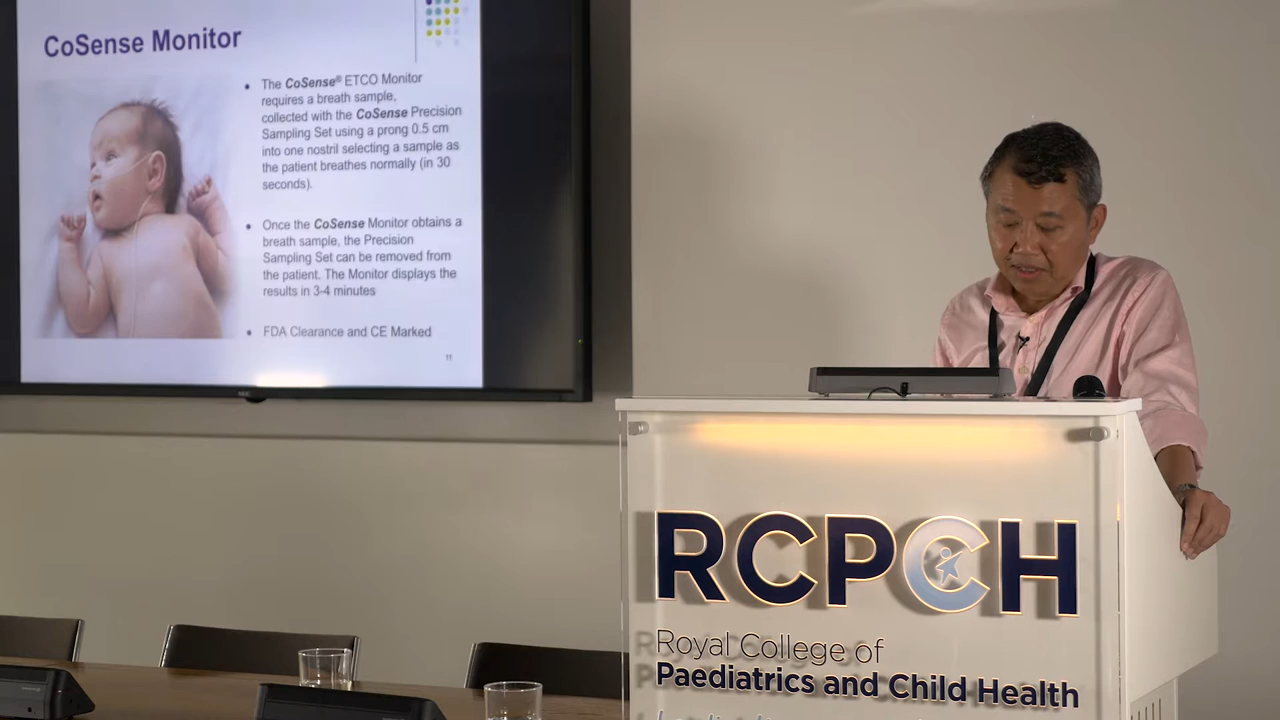 CoSense Monitor
The CoSense® ETCO Monitor
requires a breath sample,
collected with the CoSense Precision
Sampling Set using a prong 0.5 cm
into one nostril selecting a sample as
the patient breathes normally (in 30
seconds).
Once the CoSense Monitor obtains a
breath sample, the Precision
Sampling Set can be removed from
the patient. The Monitor displays the
results in 3-4 minutes
FDA Clearance and CE Marked
11
NEC
RCPCH
Royal College of
Paediatrics and Child Health